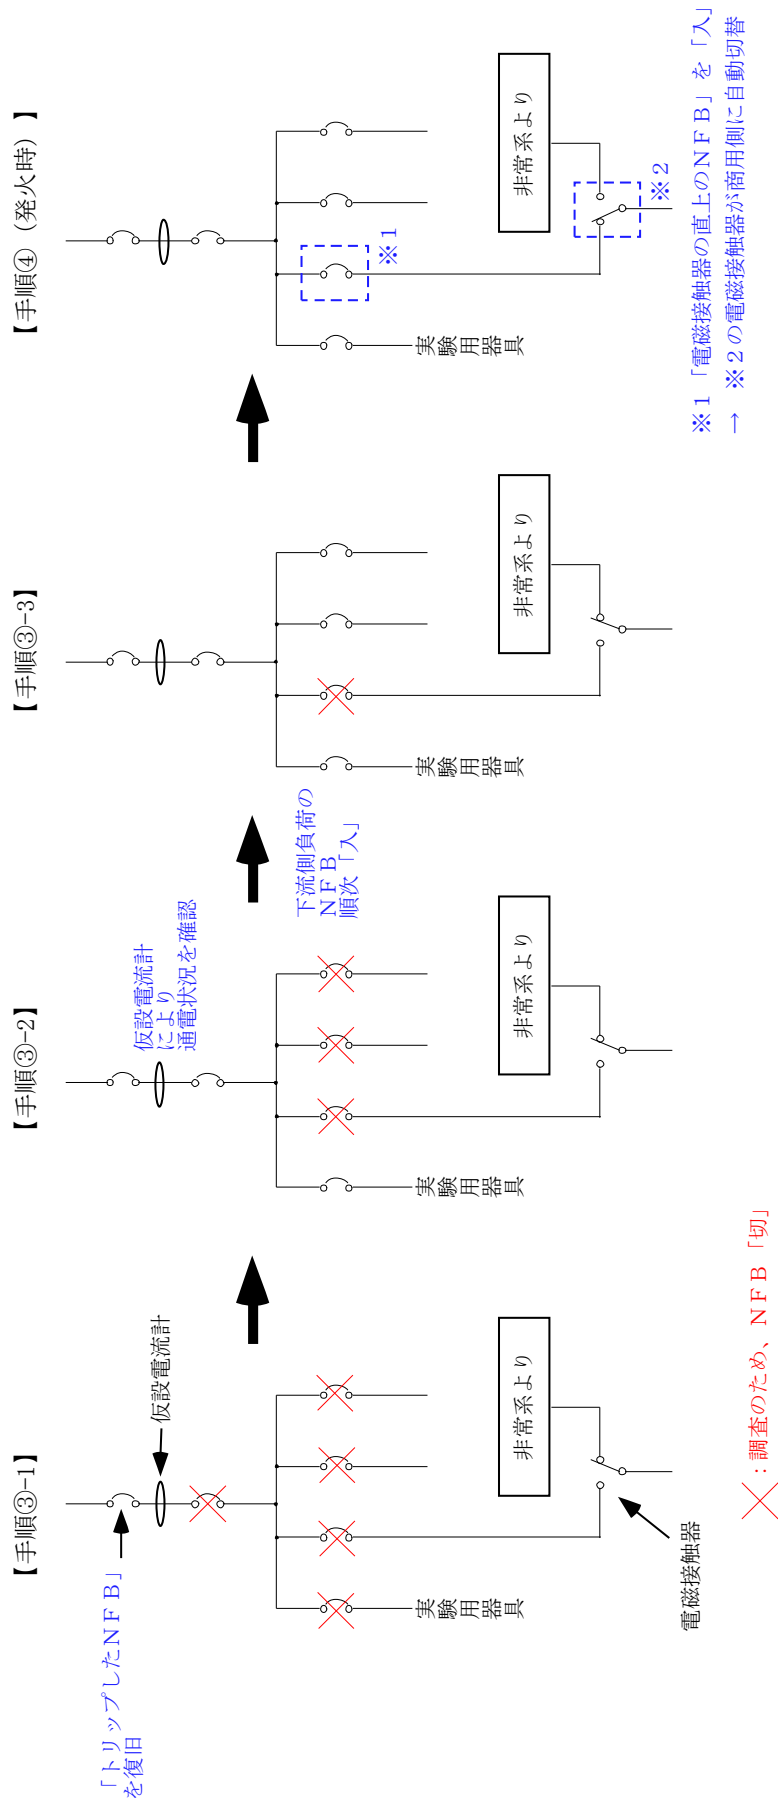 【手順③-1】
「トリップしたNFB」
を復旧
仮設電流計
実験用器具
非常系より
電磁接触器
【手順③-2】
仮設電流計
により
通電状況を確認
実験用器具
非常系より
下流側負荷の
NFB
順次「入」
【手順③-3】
実験用器具
非常系より
【手順④（発火時）】
※1
実験用器具
非常系より
※2
：調査のため、NFB「切」
※1「電磁接触器の直上のNFB」を「入」
→ ※2の電磁接触器が商用側に自動切替